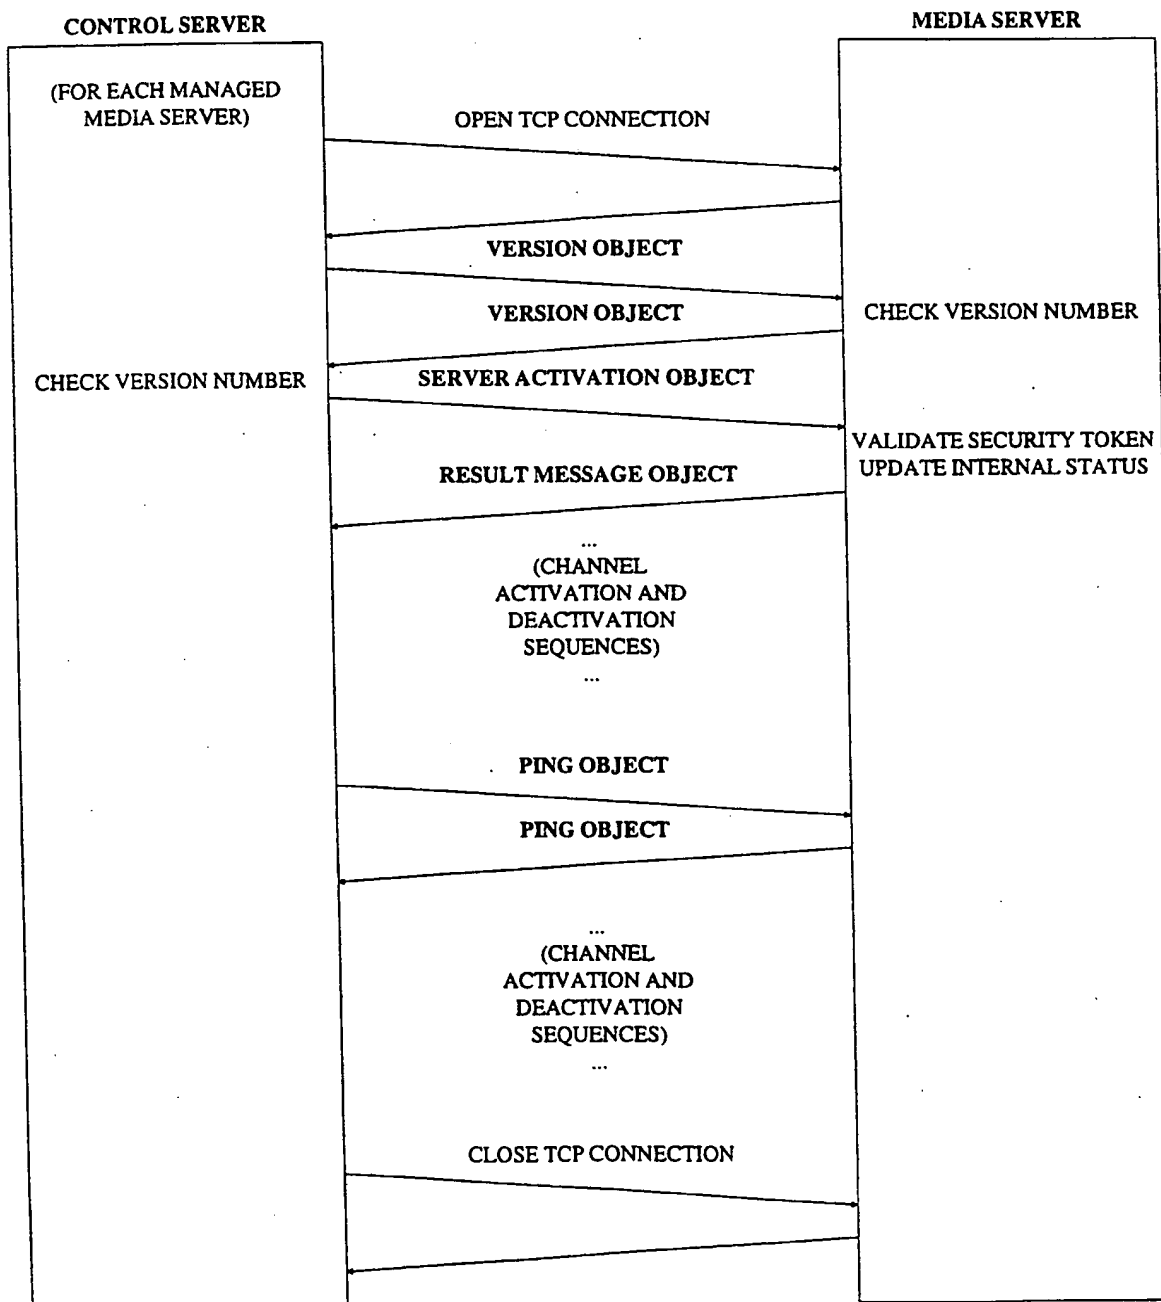 CONTROL SERVER
MEDIA SERVER
(FOR EACH MANAGED
MEDIA SERVER)
OPEN TCP CONNECTION
VERSION OBJECT
VERSION OBJECT
CHECK VERSION NUMBER
CHECK VERSION NUMBER
SERVER ACTIVATION OBJECT
VALIDATE SECURITY TOKEN
UPDATE INTERNAL STATUS
RESULT MESSAGE OBJECT
...
(CHANNEL
ACTIVATION AND
DEACTIVATION
SEQUENCES)
...
PING OBJECT
PING OBJECT
...
(CHANNEL
ACTIVATION AND
DEACTIVATION
SEQUENCES)
...
CLOSE TCP CONNECTION